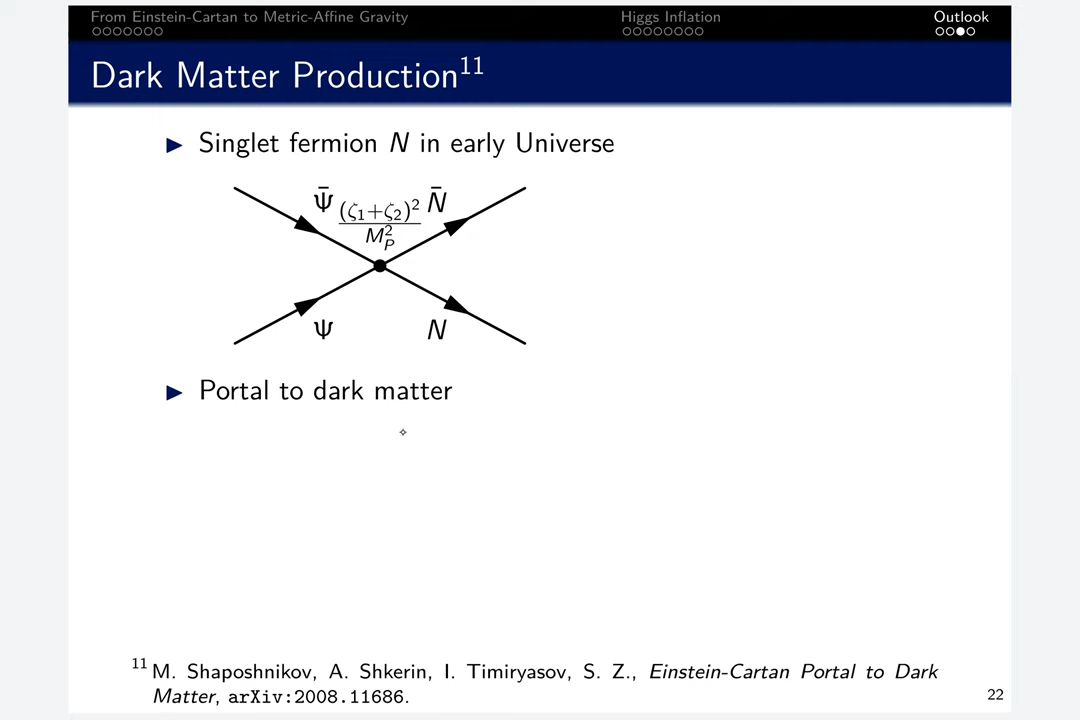 From Einstein-Cartan to Metric-Affine Gravity Higgs Inflation Outlook
Dark Matter Production¹¹
▶ Singlet fermion N in early Universe
Ψ̄ (ζ₁+ζ₂)²/M_P² N̄
Ψ N
▶ Portal to dark matter
¹¹ M. Shaposhnikov, A. Shkerin, I. Timiryasov, S. Z., Einstein-Cartan Portal to Dark
Matter, arXiv:2008.11686.
22